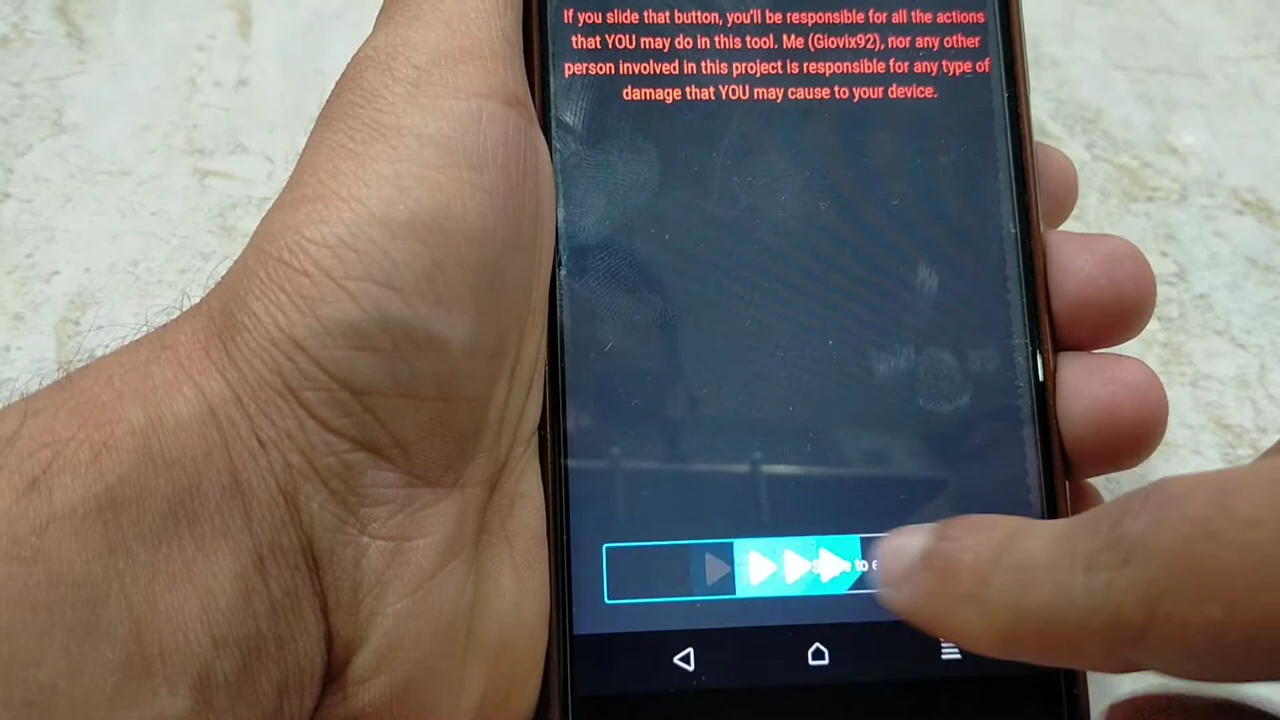 If you slide that button, you'll be responsible for all the actions
that YOU may do in this tool. Me (Giovix92), nor any other
person involved in this project is responsible for any type of
damage that YOU may cause to your device.
to